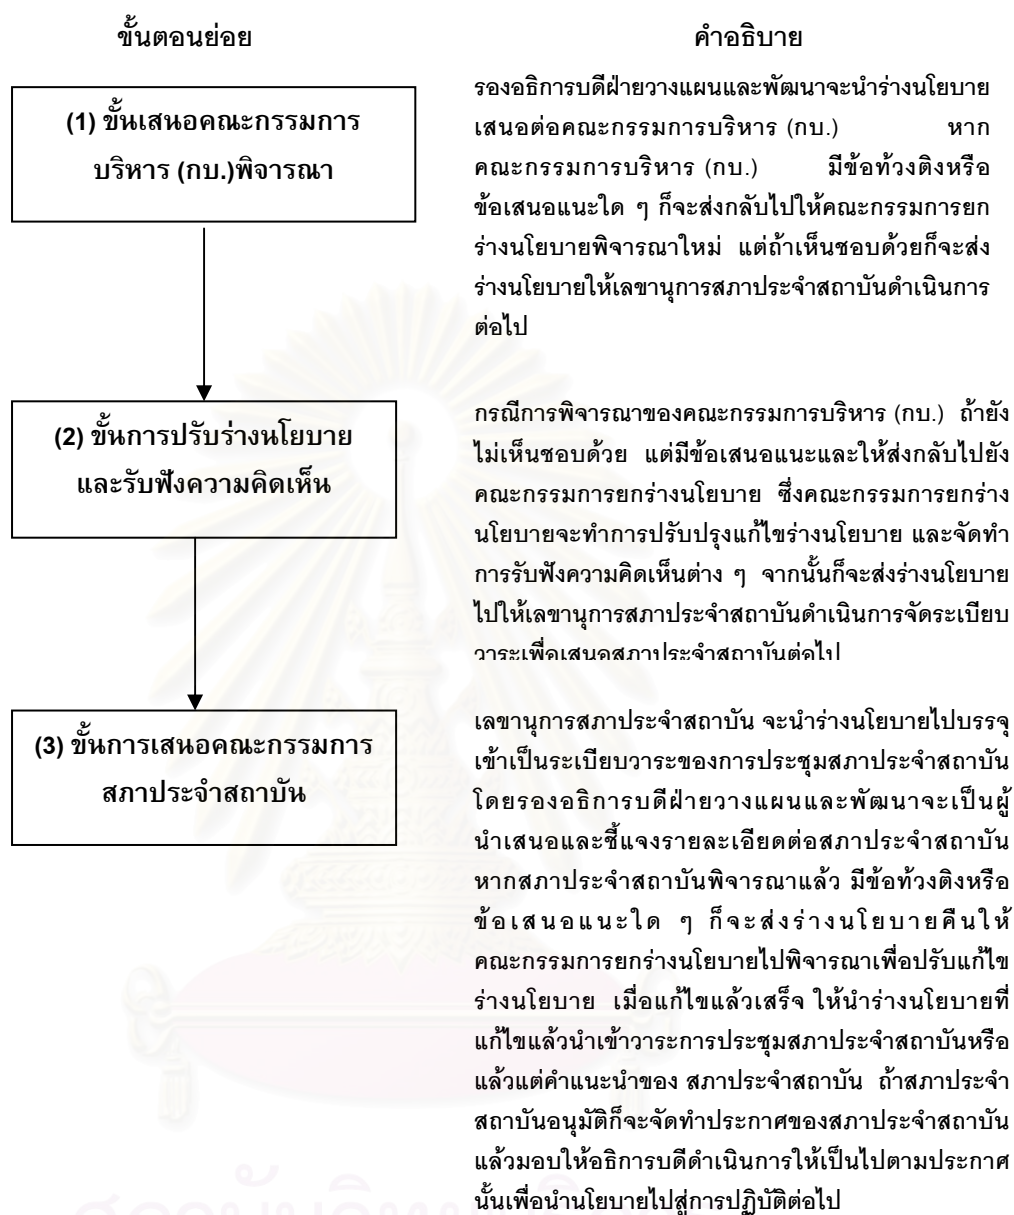 ขั้นตอนย่อย
คำอธิบาย
(1) ขั้นเสนอคณะกรรมการ
บริหาร (กบ.)พิจารณา
รองอธิการบดีฝ่ายวางแผนและพัฒนาจะนำร่างนโยบาย
เสนอต่อคณะกรรมการบริหาร (กบ.) หาก
คณะกรรมการบริหาร (กบ.) มีข้อท้วงติงหรือ
ข้อเสนอแนะใด ๆ ก็จะส่งกลับไปให้คณะกรรมการยก
ร่างนโยบายพิจารณาใหม่ แต่ถ้าเห็นชอบด้วยก็จะส่ง
ร่างนโยบายให้เลขานุการสภาประจำสถาบันดำเนินการ
ต่อไป
(2) ขั้นการปรับร่างนโยบาย
และรับฟังความคิดเห็น
กรณีการพิจารณาของคณะกรรมการบริหาร (กบ.) ถ้ายัง
ไม่เห็นชอบด้วย แต่มีข้อเสนอแนะและให้ส่งกลับไปยัง
คณะกรรมการยกร่างนโยบาย ซึ่งคณะกรรมการยกร่าง
นโยบายจะทำการปรับปรุงแก้ไขร่างนโยบาย และจัดทำ
การรับฟังความคิดเห็นต่าง ๆ จากนั้นก็จะส่งร่างนโยบาย
ไปให้เลขานุการสภาประจำสถาบันดำเนินการจัดระเบียบ
วาระเพื่อเสนอสภาประจำสถาบันต่อไป
(3) ขั้นการเสนอคณะกรรมการ
สภาประจำสถาบัน
เลขานุการสภาประจำสถาบัน จะนำร่างนโยบายไปบรรจุ
เข้าเป็นระเบียบวาระของการประชุมสภาประจำสถาบัน
โดยรองอธิการบดีฝ่ายวางแผนและพัฒนาจะเป็นผู้
นำเสนอและชี้แจงรายละเอียดต่อสภาประจำสถาบัน
หากสภาประจำสถาบันพิจารณาแล้ว มีข้อท้วงติงหรือ
ข้อเสนอแนะใด ๆ ก็จะส่งร่างนโยบายคืนให้
คณะกรรมการยกร่างนโยบายไปพิจารณาเพื่อปรับแก้ไข
ร่างนโยบาย เมื่อแก้ไขแล้วเสร็จ ให้นำร่างนโยบายที่
แก้ไขแล้วนำเข้าวาระการประชุมสภาประจำสถาบันหรือ
แล้วแต่คำแนะนำของ สภาประจำสถาบัน ถ้าสภาประจำ
สถาบันอนุมัติก็จะจัดทำประกาศของสภาประจำสถาบัน
แล้วมอบให้อธิการบดีดำเนินการให้เป็นไปตามประกาศ
นั้นเพื่อนำนโยบายไปสู่การปฏิบัติต่อไป